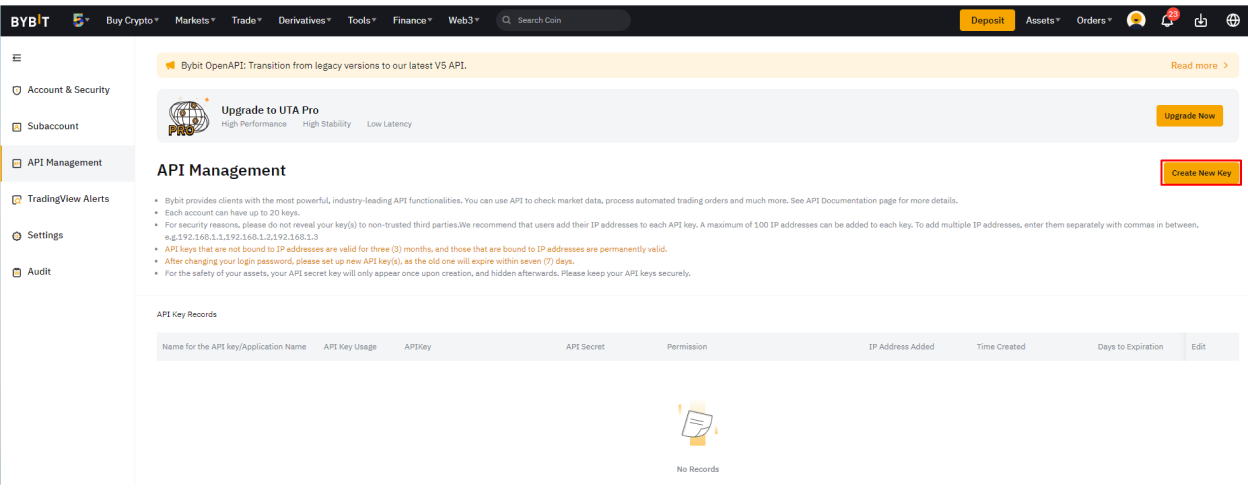 BYBIT Buy Crypto Markets Trade Derivatives Tools Finance Web3 Search Coin Deposit Assets Orders 23
Bybit OpenAPI: Transition from legacy versions to our latest V5 API. Read more >
Account & Security
Upgrade to UTA Pro
High Performance High Stability Low Latency
PRO
Upgrade Now
Subaccount
API Management
TradingView Alerts
Settings
Audit
API Management
Create New Key
• Bybit provides clients with the most powerful, industry-leading API functionalities. You can use API to check market data, process automated trading orders and much more. See API Documentation page for more details.
• Each account can have up to 20 keys.
• For security reasons, please do not reveal your key(s) to non-trusted third parties.We recommend that users add their IP addresses to each API key. A maximum of 100 IP addresses can be added to each key. To add multiple IP addresses, enter them separately with commas in between,
e.g.192.168.1.1,192.168.1.2,192.168.1.3
• API keys that are not bound to IP addresses are valid for three (3) months, and those that are bound to IP addresses are permanently valid.
• After changing your login password, please set up new API key(s), as the old one will expire within seven (7) days.
• For the safety of your assets, your API secret key will only appear once upon creation, and hidden afterwards. Please keep your API keys securely.
API Key Records
Name for the API key/Application Name API Key Usage APIKey API Secret Permission IP Address Added Time Created Days to Expiration Edit
No Records